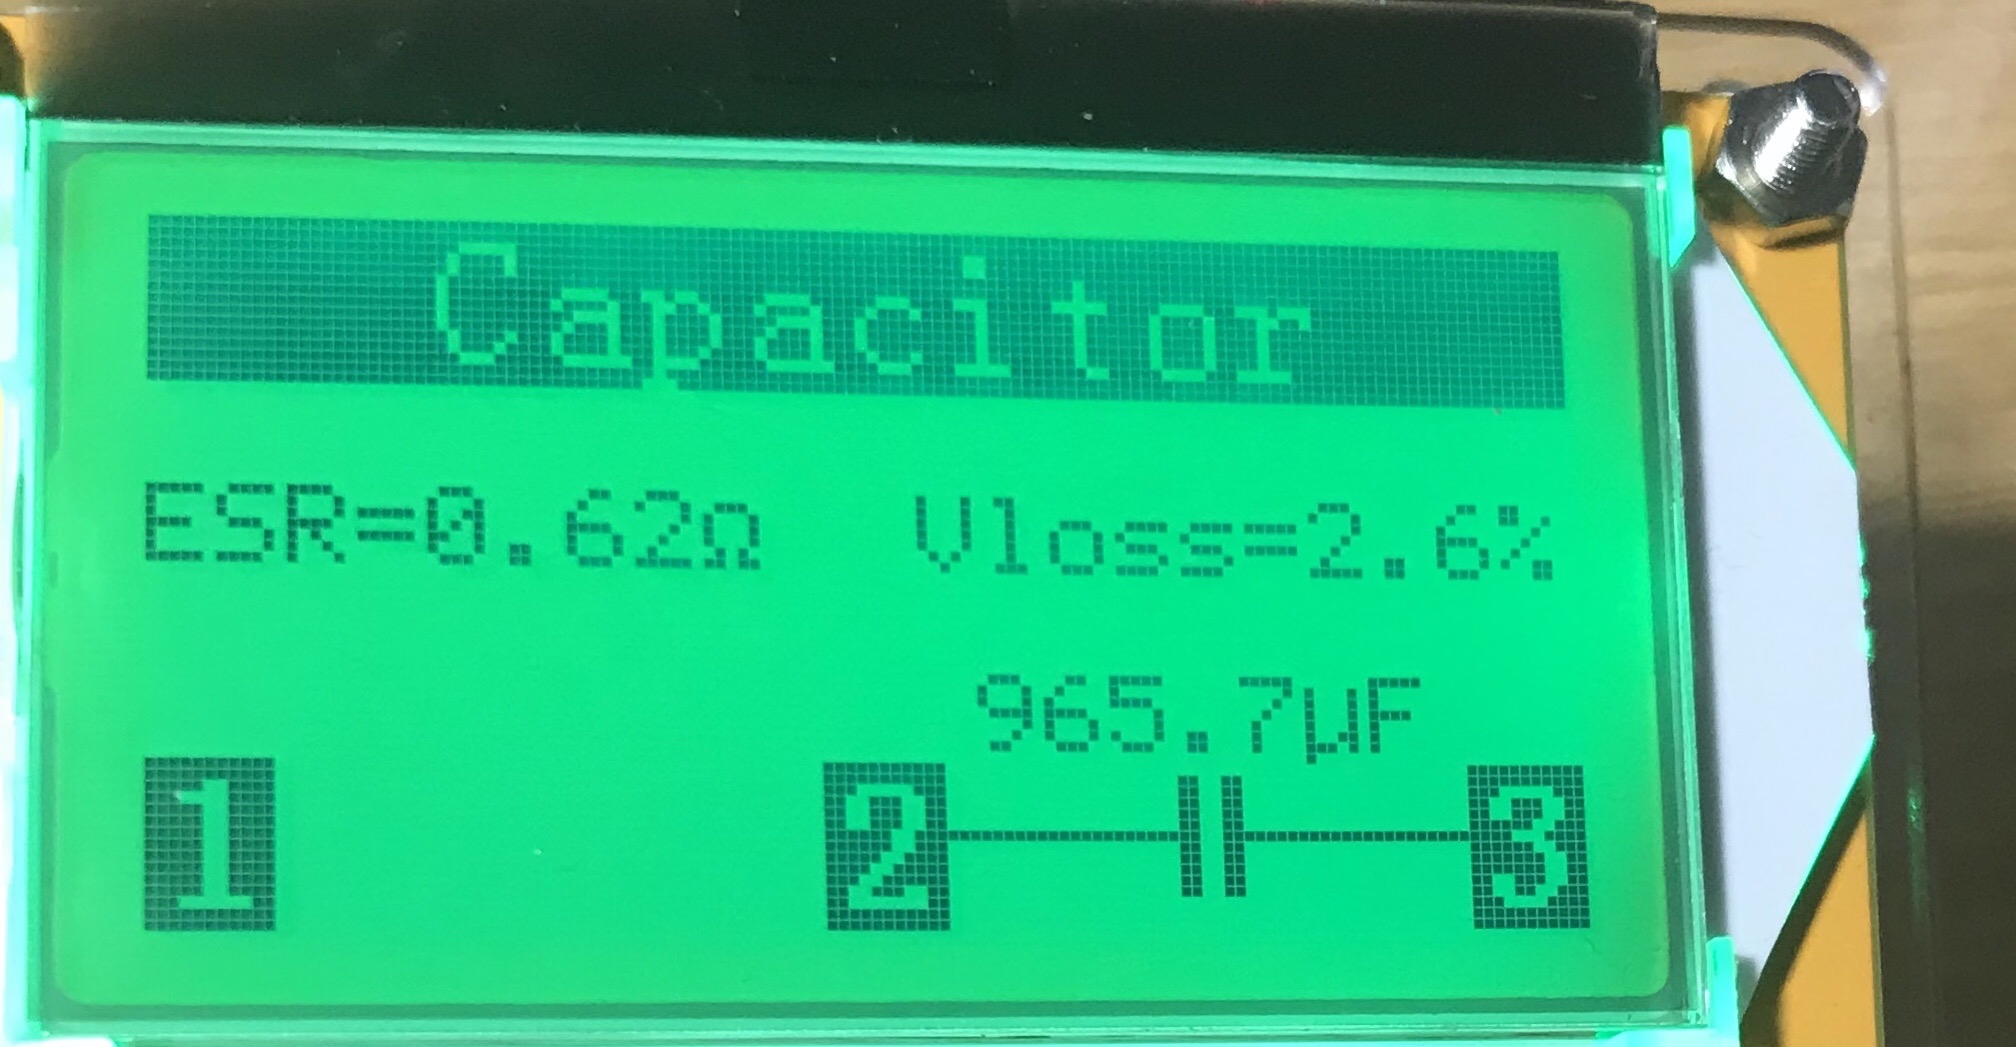 Capacitor
ESR=0.62Ω Vloss=2.6%
965.7µF
1 2 3